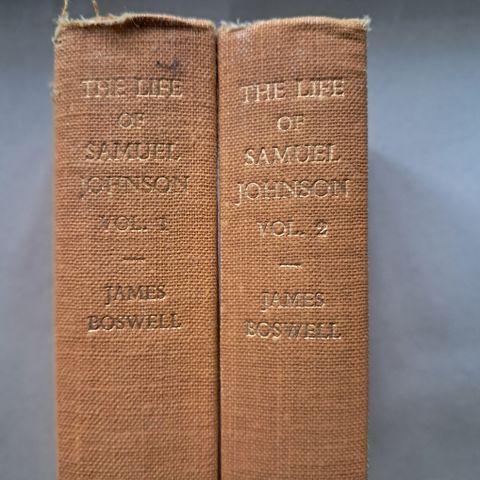 THE LIFE
OF
SAMUEL
JOHNSON
VOL. 1
—
JAMES
BOSWELL
THE LIFE
OF
SAMUEL
JOHNSON
VOL. 2
—
JAMES
BOSWELL